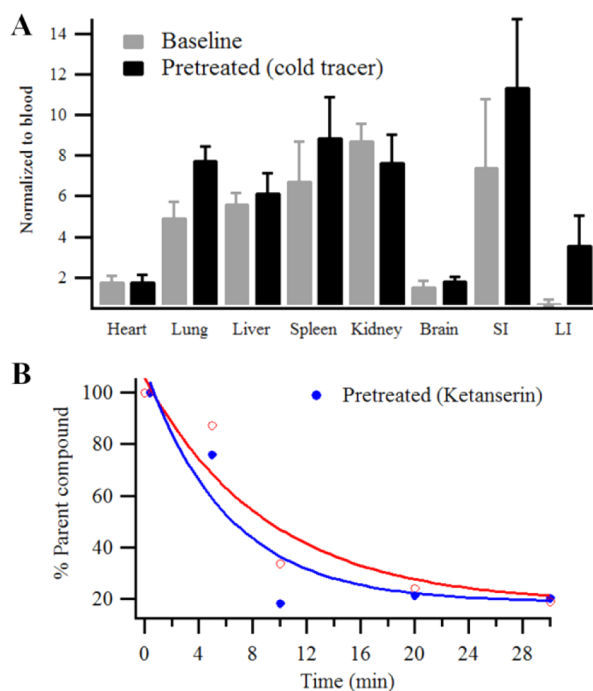 A
Baseline
Pretreated (cold tracer)
Normalized to blood
14
12
10
8
6
4
2
Heart Lung Liver Spleen Kidney Brain SI LI
B
Pretreated (Ketanserin)
% Parent compound
100
80
60
40
20
0 4 8 12 16 20 24 28
Time (min)